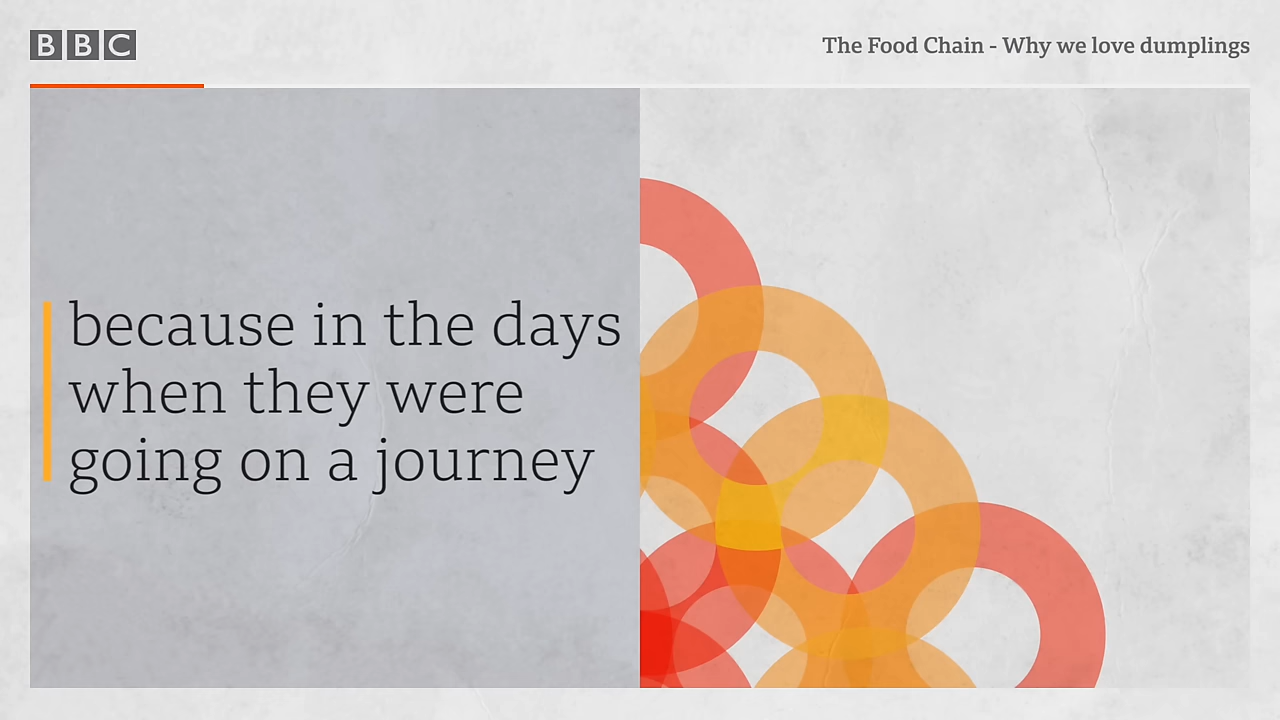 BBC
The Food Chain - Why we love dumplings
because in the days
when they were
going on a journey